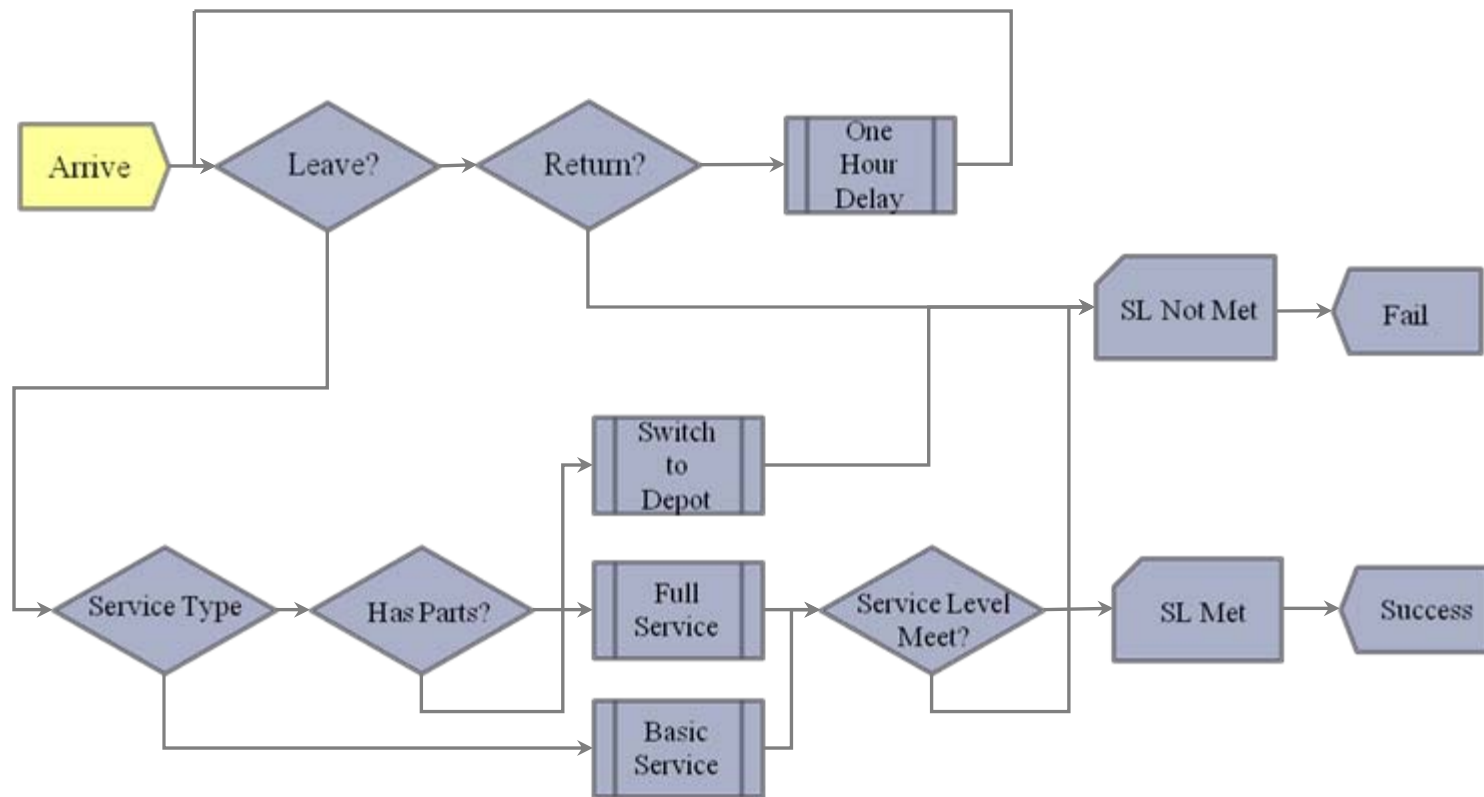 Arrive
Leave?
Return?
One
Hour
Delay
SL Not Met
Fail
Switch
to
Depot
Service Type
Has Parts?
Full
Service
Service Level
Meet?
SL Met
Success
Basic
Service